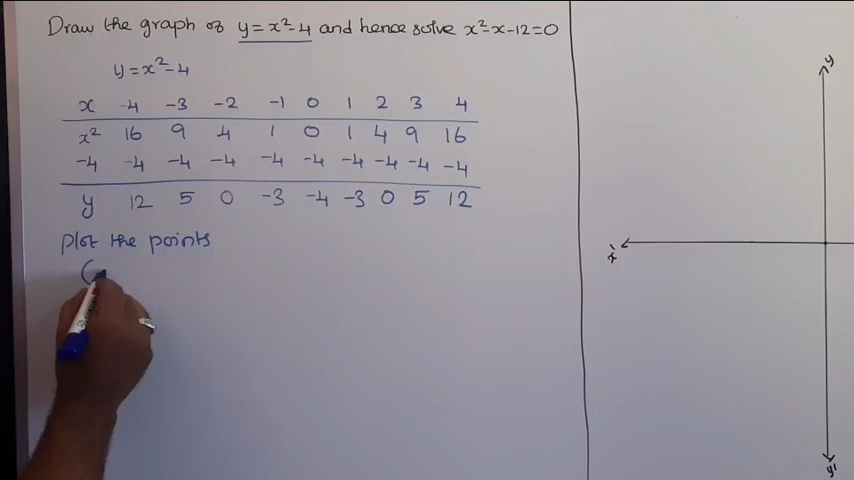 Draw the graph of y = x²-4 and hence solve x²-x-12=0
y = x²-4
x -4 -3 -2 -1 0 1 2 3 4
x² 16 9 4 1 0 1 4 9 16
-4 -4 -4 -4 -4 -4 -4 -4 -4 -4
y 12 5 0 -3 -4 -3 0 5 12
Plot the points
(
y
x'
y'